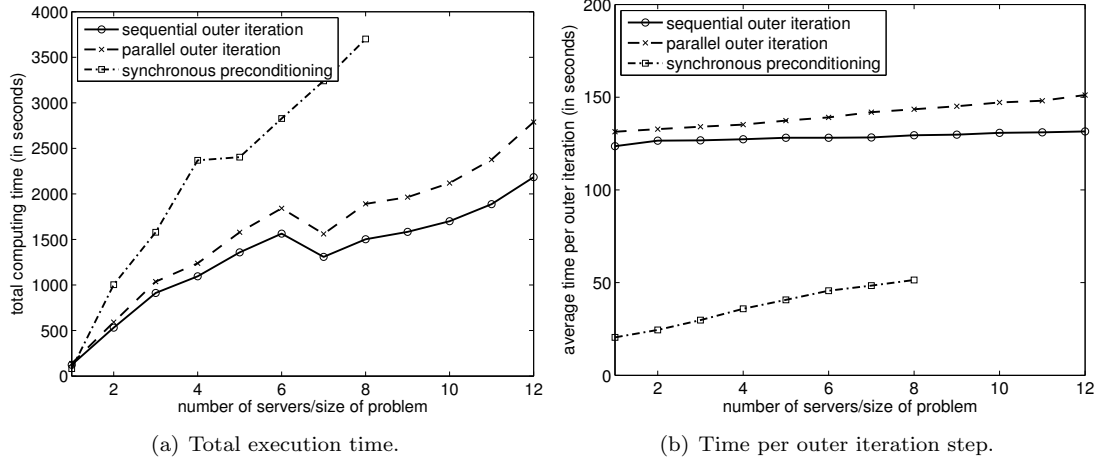 4000
3500
3000
2500
2000
1500
1000
500
0
total computing time (in seconds)
sequential outer iteration
parallel outer iteration
synchronous preconditioning
2 4 6 8 10 12
number of servers/size of problem
(a) Total execution time.
200
150
100
50
0
average time per outer iteration (in seconds)
sequential outer iteration
parallel outer iteration
synchronous preconditioning
2 4 6 8 10 12
number of servers/size of problem
(b) Time per outer iteration step.